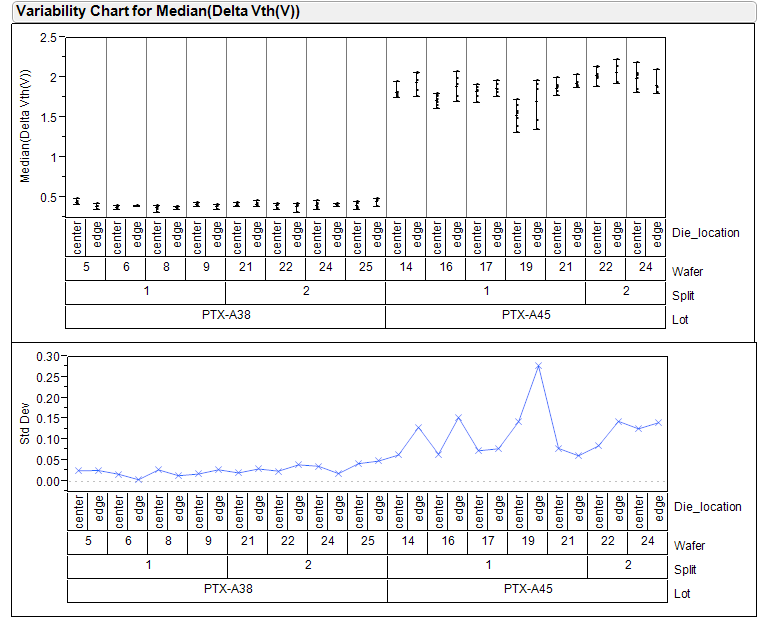 Variability Chart for Median(Delta Vth(V))
Median(Delta Vth(V))
2.5
2
1.5
1
0.5
center edge center edge center edge center edge center edge center edge center edge center edge center edge center edge center edge center edge center edge center edge center edge Die_location
5 6 8 9 21 22 24 25 14 16 17 19 21 22 24 Wafer
1 2 1 2 Split
PTX-A38 PTX-A45 Lot
Std Dev
0.30
0.25
0.20
0.15
0.10
0.05
0.00
center edge center edge center edge center edge center edge center edge center edge center edge center edge center edge center edge center edge center edge center edge center edge Die_location
5 6 8 9 21 22 24 25 14 16 17 19 21 22 24 Wafer
1 2 1 2 Split
PTX-A38 PTX-A45 Lot